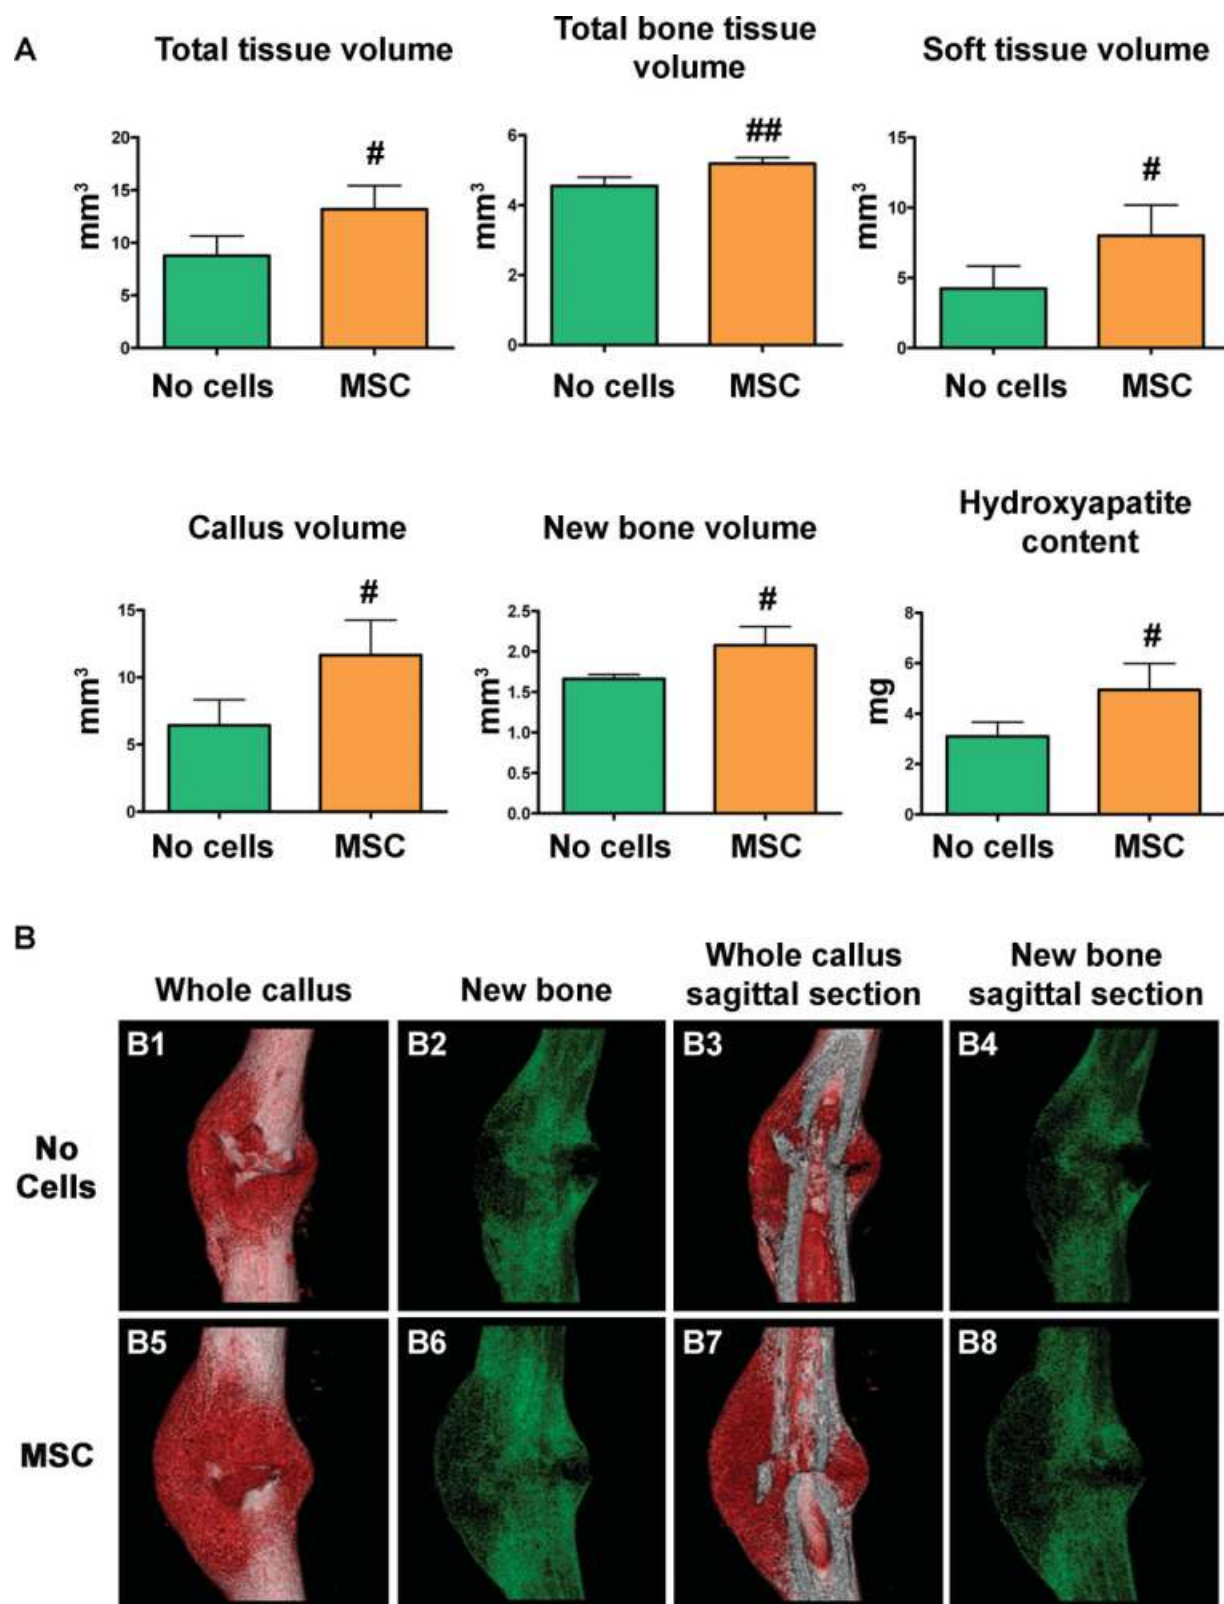 A
Total tissue volume
Total bone tissue
volume
Soft tissue volume
20
15
10
5
0
mm³
#
No cells
MSC
6
4
2
0
mm³
##
No cells
MSC
15
10
5
0
mm³
#
No cells
MSC
Callus volume
New bone volume
Hydroxyapatite
content
15
10
5
0
mm³
#
No cells
MSC
2.5
2.0
1.5
1.0
0.5
0.0
mm³
#
No cells
MSC
8
6
4
2
0
mg
#
No cells
MSC
B
Whole callus
New bone
Whole callus
sagittal section
New bone
sagittal section
No
Cells
B1
B2
B3
B4
MSC
B5
B6
B7
B8